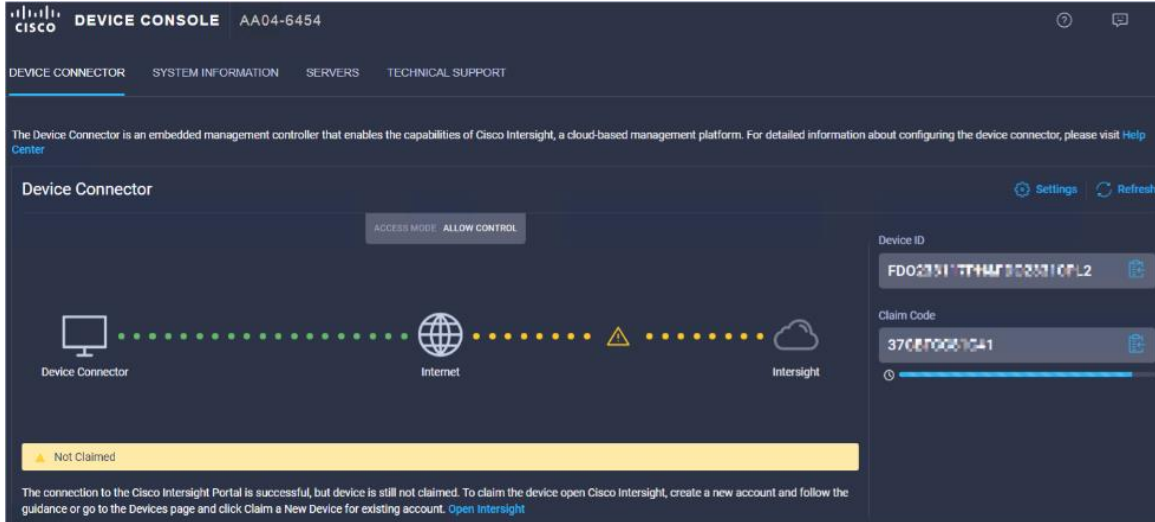 CISCO DEVICE CONSOLE AA04-6454
DEVICE CONNECTOR SYSTEM INFORMATION SERVERS TECHNICAL SUPPORT
The Device Connector is an embedded management controller that enables the capabilities of Cisco Intersight, a cloud-based management platform. For detailed information about configuring the device connector, please visit Help
Center
Device Connector
Settings Refresh
ACCESS MODE ALLOW CONTROL
Device Connector
Internet
Intersight
Device ID
Claim Code
Not Claimed
The connection to the Cisco Intersight Portal is successful, but device is still not claimed. To claim the device open Cisco Intersight, create a new account and follow the
guidance or go to the Devices page and click Claim a New Device for existing account. Open Intersight